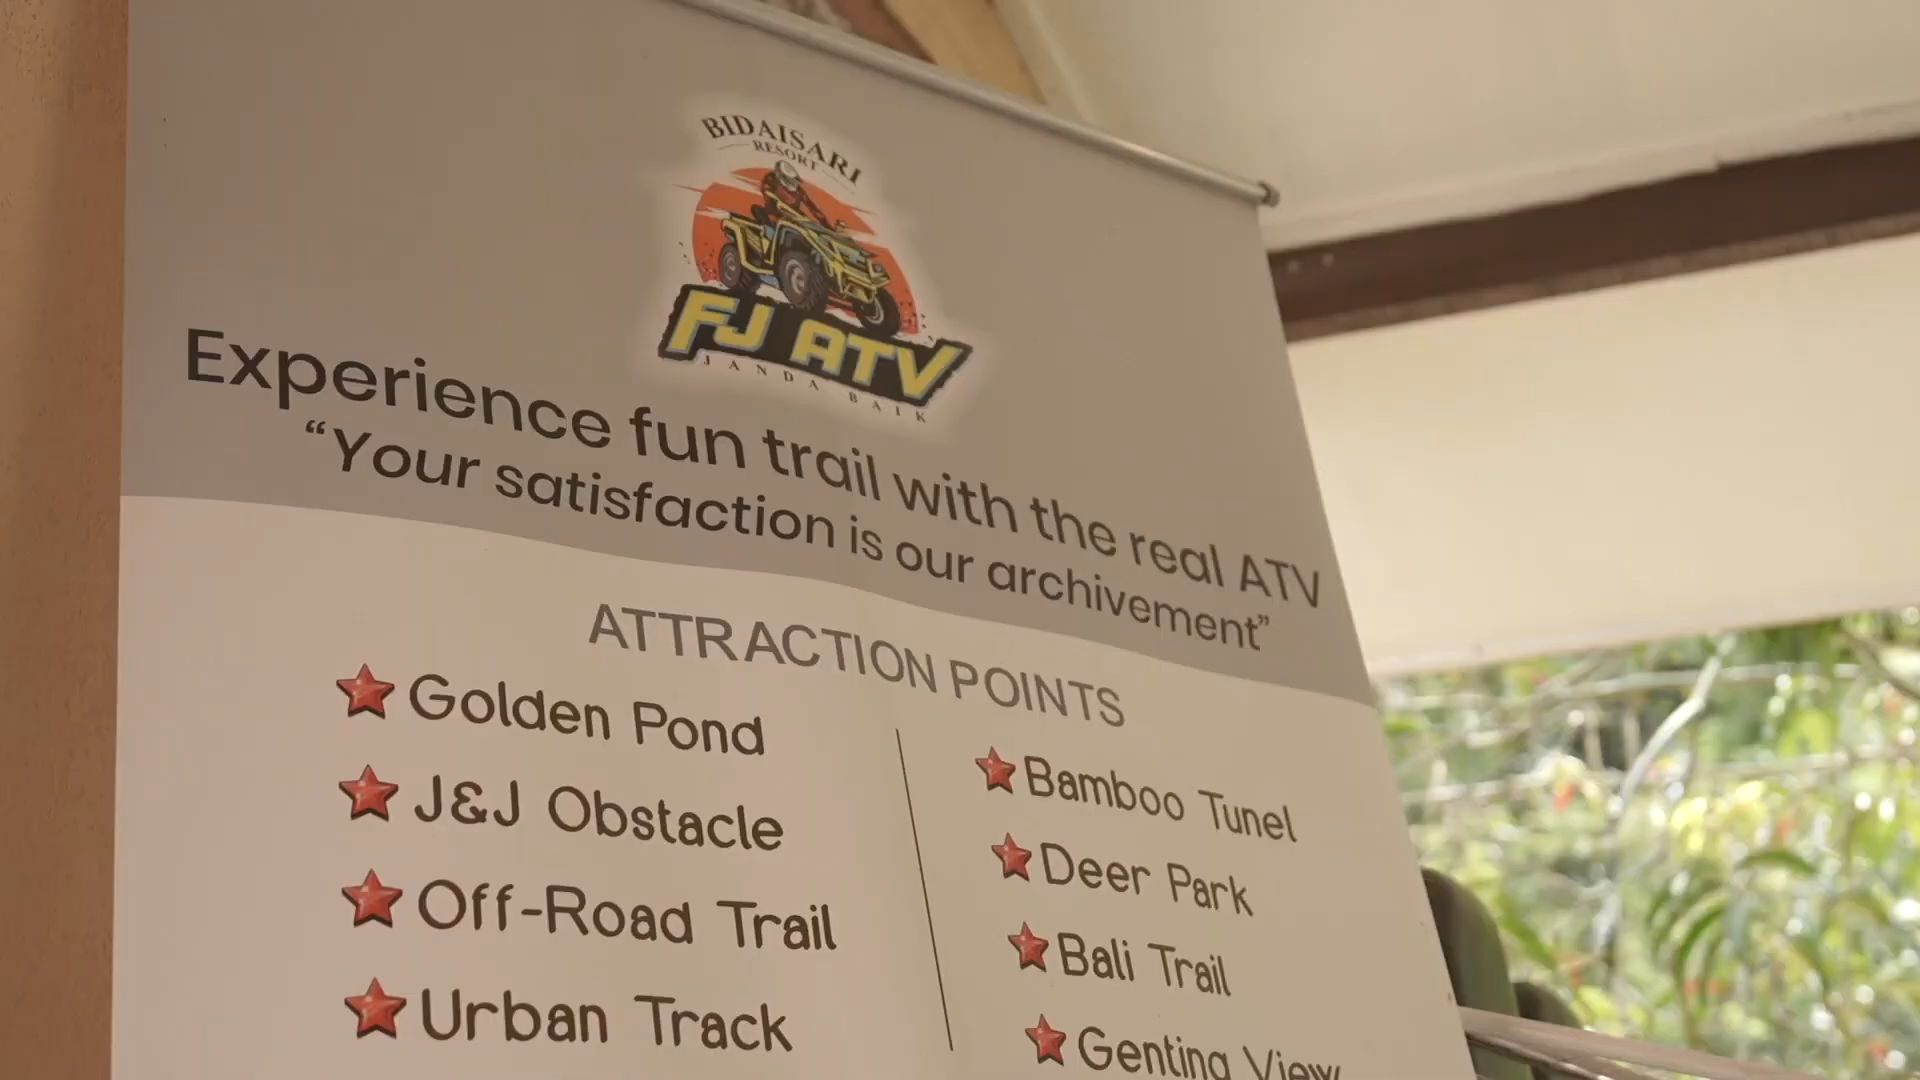 BIDAISARI
RESORT
FJ ATV
JANDA BAIK
Experience fun trail with the real ATV
“Your satisfaction is our archivement”
ATTRACTION POINTS
Golden Pond
J&J Obstacle
Off-Road Trail
Urban Track
Bamboo Tunel
Deer Park
Bali Trail
Genting View